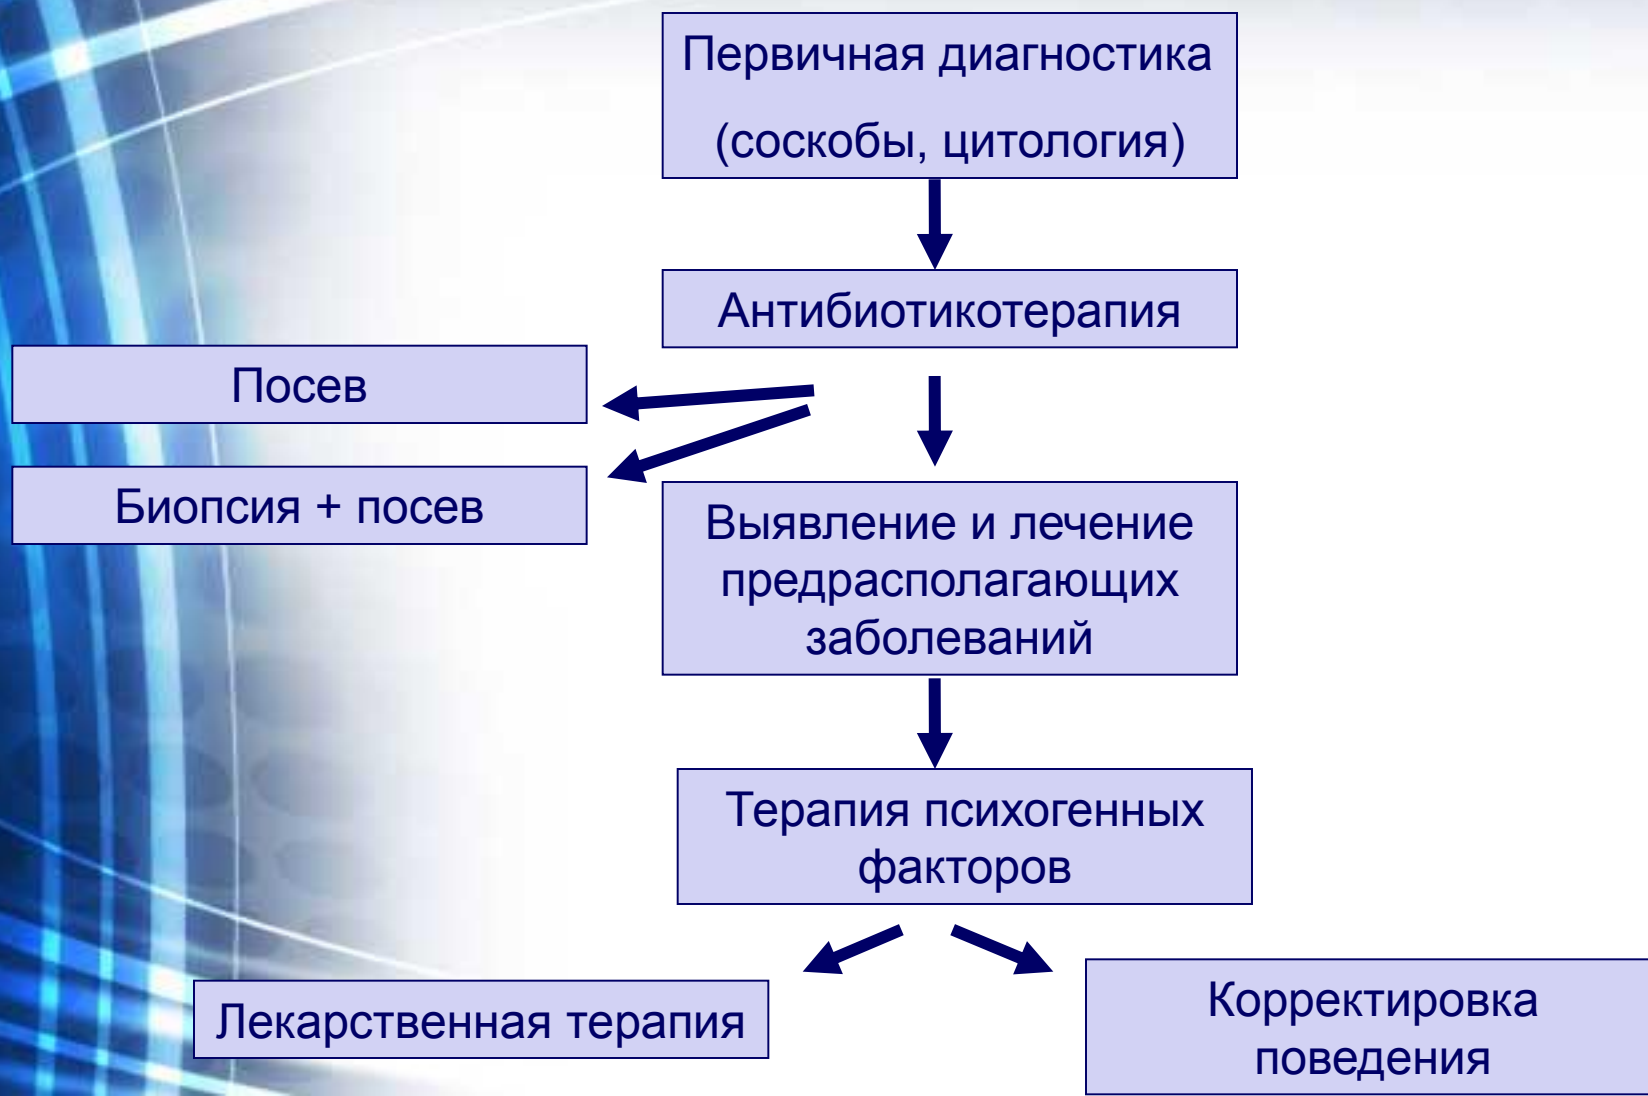 Первичная диагностика
(соскобы, цитология)
Антибиотикотерапия
Посев
Биопсия + посев
Выявление и лечение
предрасполагающих
заболеваний
Терапия психогенных
факторов
Лекарственная терапия
Корректировка
поведения